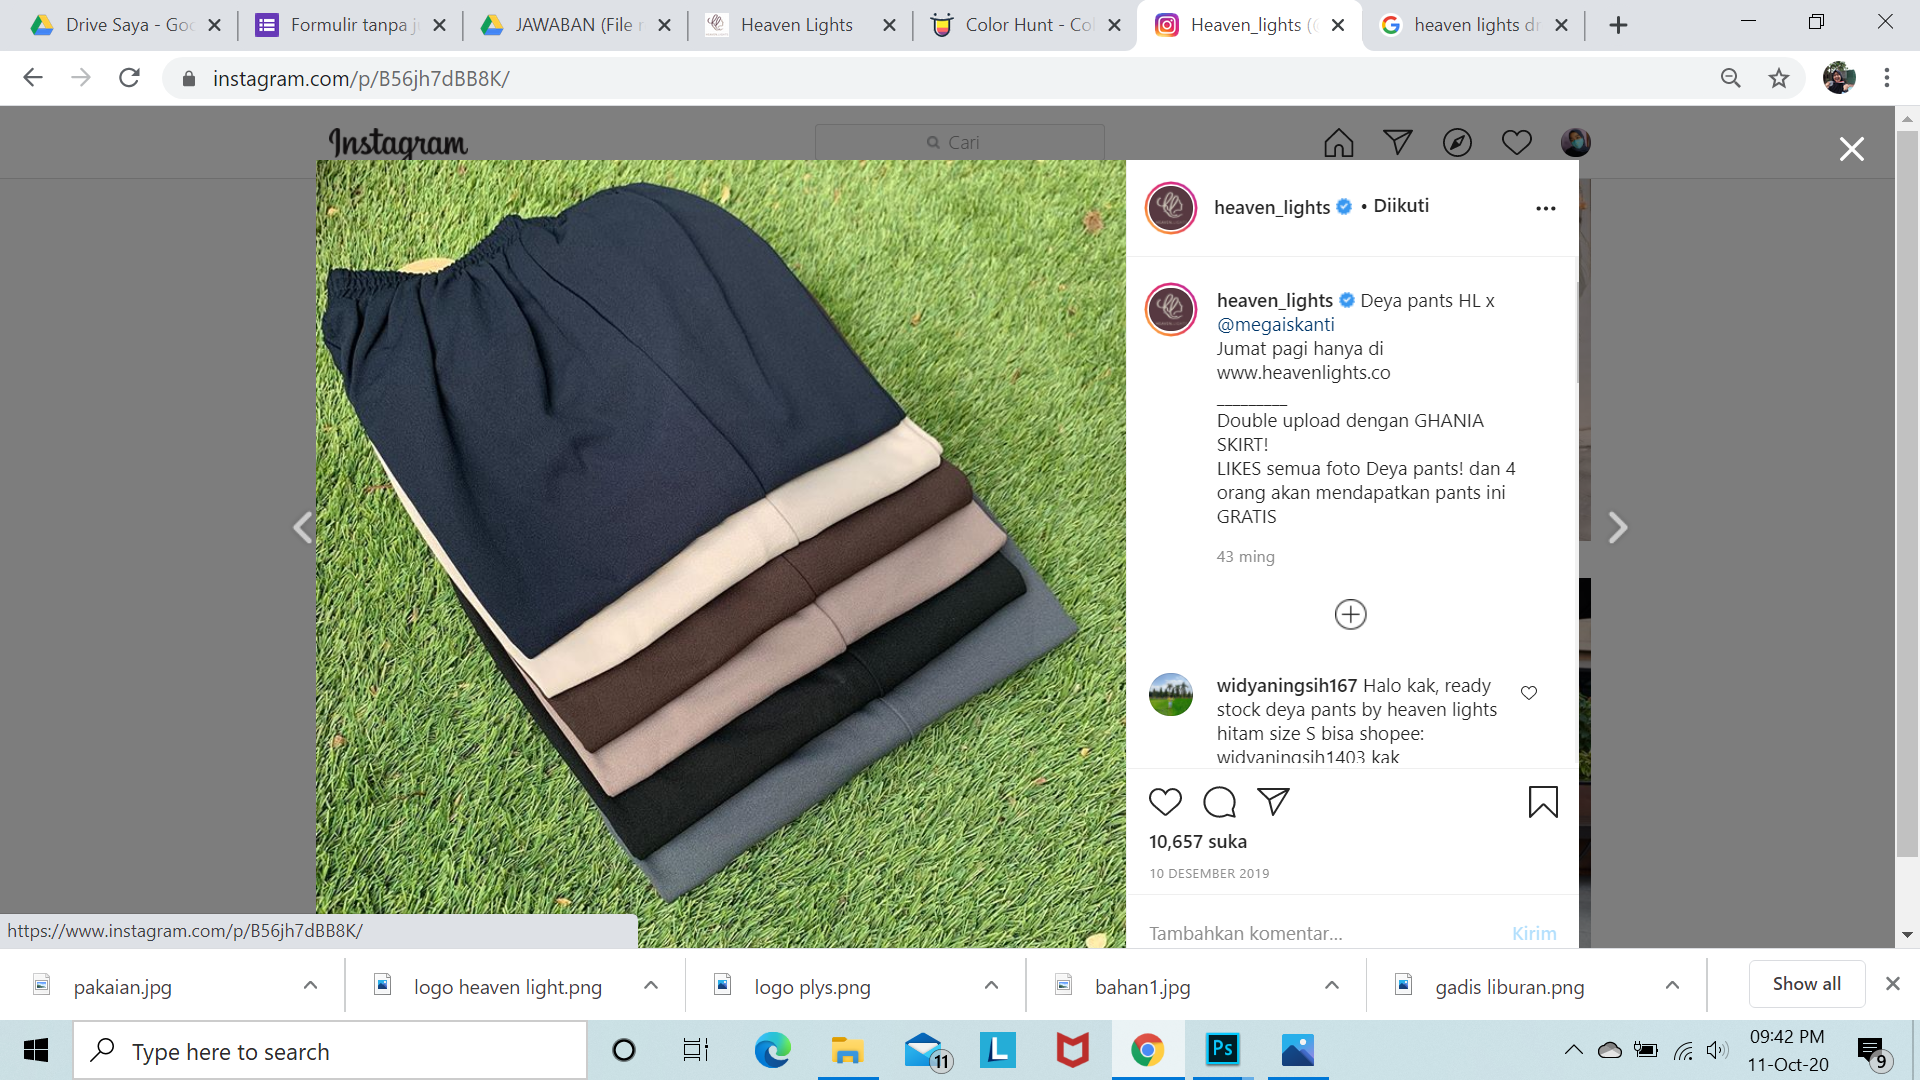 Drive Saya - Goo
Formulir tanpa ju
JAWABAN (File r
Heaven Lights
Color Hunt - Col
Heaven_lights (@
heaven lights dr
instagram.com/p/B56jh7dBB8K/
Instagram
Cari
heaven_lights • Diikuti
heaven_lights Deya pants HL x
@megaiskanti
Jumat pagi hanya di
www.heavenlights.co
_________
Double upload dengan GHANIA
SKIRT!
LIKES semua foto Deya pants! dan 4
orang akan mendapatkan pants ini
GRATIS
43 ming
widyaningsih167 Halo kak, ready
stock deya pants by heaven lights
hitam size S bisa shopee:
widyaningsih1403 kak
10,657 suka
10 DESEMBER 2019
Tambahkan komentar...
Kirim
https://www.instagram.com/p/B56jh7dBB8K/
pakaian.jpg
logo heaven light.png
logo plys.png
bahan1.jpg
gadis liburan.png
Show all
Type here to search
11
L
Ps
09:42 PM
11-Oct-20
9